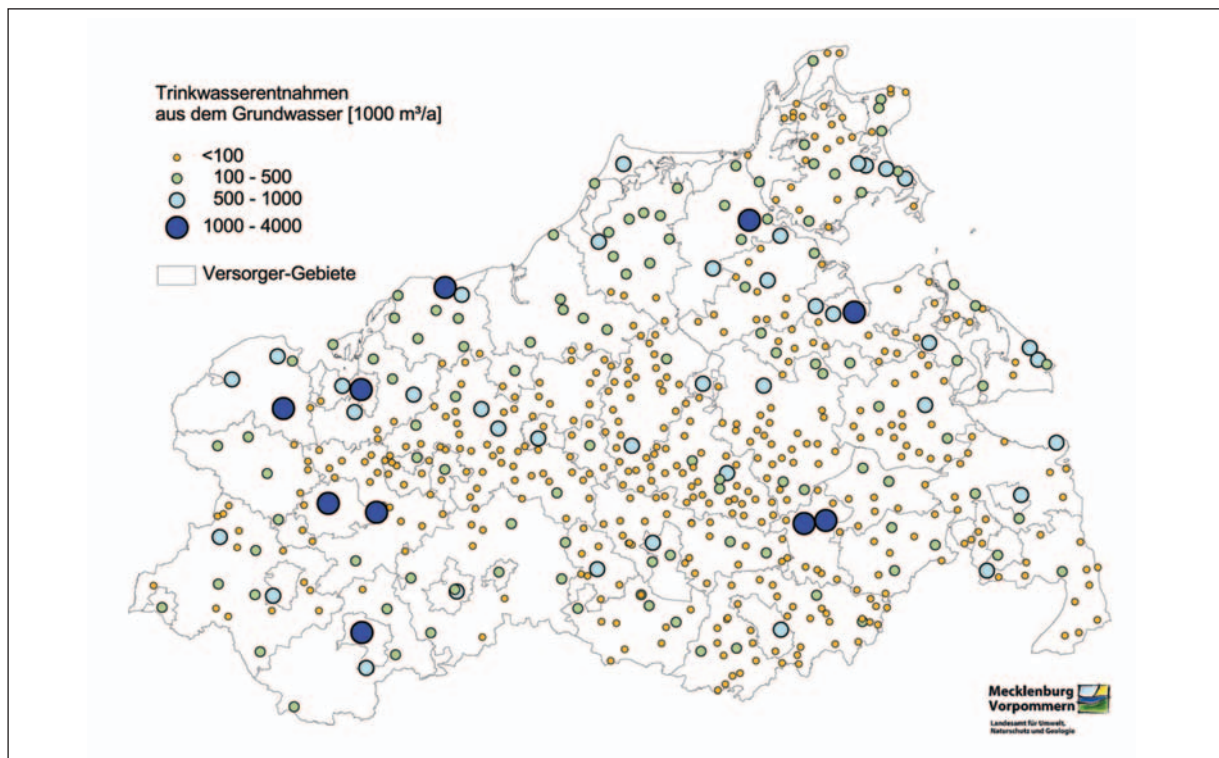 Trinkwasserentnahmen
aus dem Grundwasser [1000 m³/a]
<100
100 - 500
500 - 1000
1000 - 4000
Versorger-Gebiete
Mecklenburg
Vorpommern
Landesamt für Umwelt,
Naturschutz und Geologie